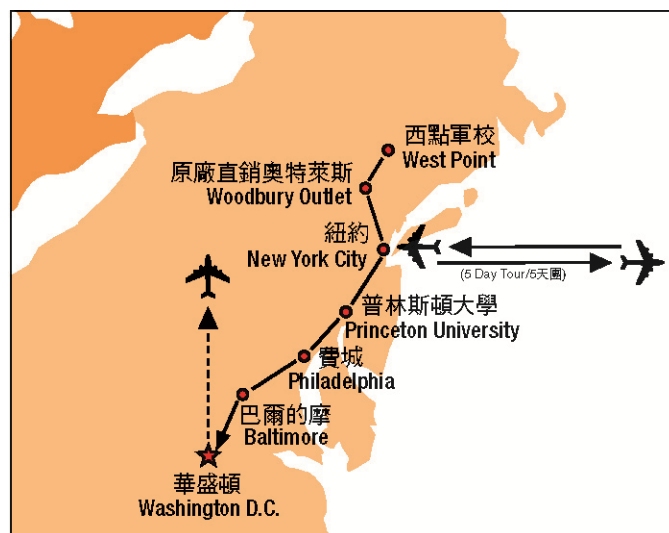 西點軍校
West Point
原廠直銷奧特萊斯
Woodbury Outlet
紐約
New York City
(5 Day Tour/5天團)
普林斯頓大學
Princeton University
費城
Philadelphia
巴爾的摩
Baltimore
華盛頓
Washington D.C.